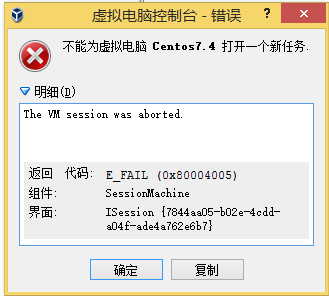 虚拟电脑控制台 - 错误
不能为虚拟电脑 Centos7.4 打开一个新任务.
明细(D)
The VM session was aborted.
返回 代码: E_FAIL (0x80004005)
组件: SessionMachine
界面: ISession {7844aa05-b02e-4cdd-
a04f-ade4a762e6b7}
确定 复制